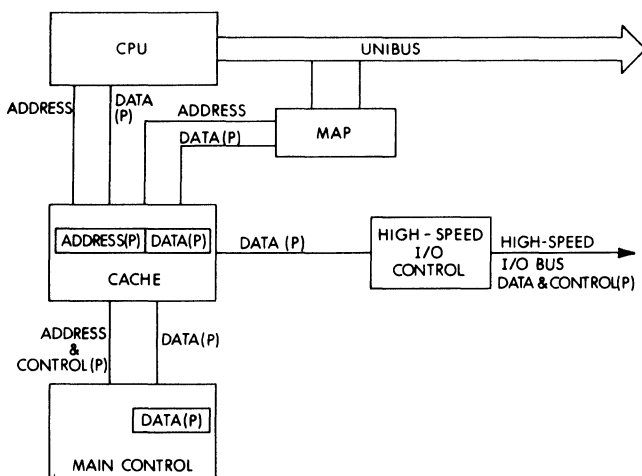 CPU
UNIBUS
ADDRESS
DATA
(P)
ADDRESS
DATA(P)
MAP
ADDRESS(P)
DATA(P)
CACHE
DATA (P)
HIGH-SPEED
I/O
CONTROL
HIGH-SPEED
I/O BUS
DATA & CONTROL(P)
ADDRESS
&
CONTROL(P)
DATA(P)
DATA(P)
MAIN CONTROL